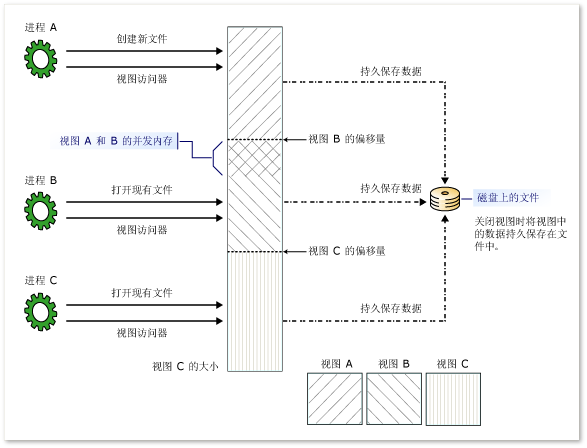 进程 A
创建新文件
视图访问器
持久保存数据
视图 A 和 B 的并发内存
视图 B 的偏移量
进程 B
打开现有文件
视图访问器
持久保存数据
磁盘上的文件
关闭视图时将视图中
的数据持久保存在文
件中。
视图 C 的偏移量
进程 C
打开现有文件
视图访问器
持久保存数据
视图 C 的大小
视图 A
视图 B
视图 C